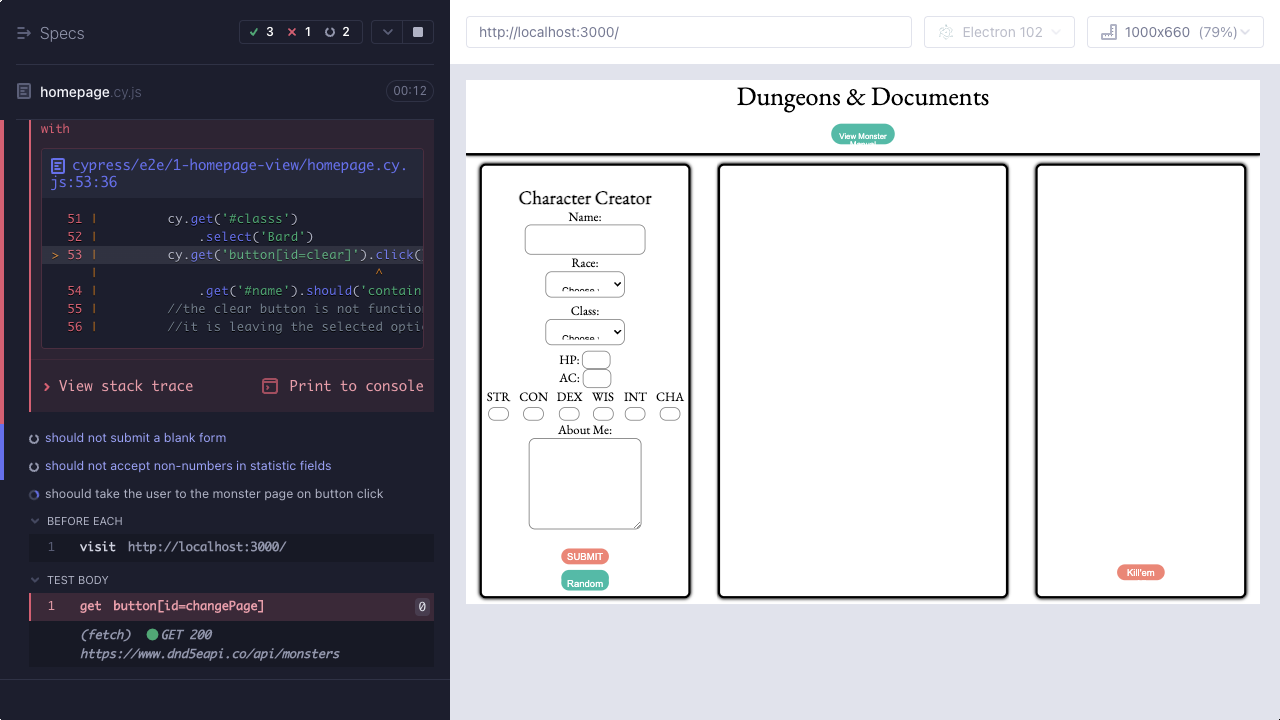 Specs
3 1 2
homepage.cy.js
00:12
with
cypress/e2e/1-homepage-view/homepage.cy.
js:53:36
51 | cy.get('#classs')
52 | .select('Bard')
> 53 | cy.get('button[id=clear]').click(
| ^
54 | .get('#name').should('contain
55 | //the clear button is not function
56 | //it is leaving the selected optio
View stack trace
Print to console
should not submit a blank form
should not accept non-numbers in statistic fields
shoould take the user to the monster page on button click
BEFORE EACH
1 visit http://localhost:3000/
TEST BODY
1 get button[id=changePage] 0
(fetch) GET 200
https://www.dnd5eapi.co/api/monsters
http://localhost:3000/
Electron 102
1000x660 (79%)
Dungeons & Documents
View Monster
Manual
Character Creator
Name:
Race:
Choose
Class:
Choose
HP:
AC:
STR CON DEX WIS INT CHA
About Me:
SUBMIT
Random
Kill'em